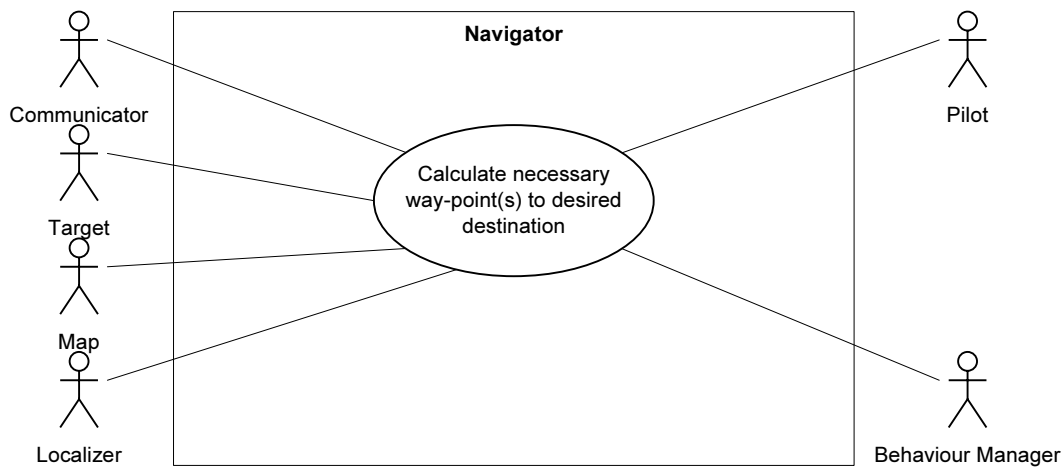 Navigator
Communicator
Target
Map
Localizer
Calculate necessary
way-point(s) to desired
destination
Pilot
Behaviour Manager